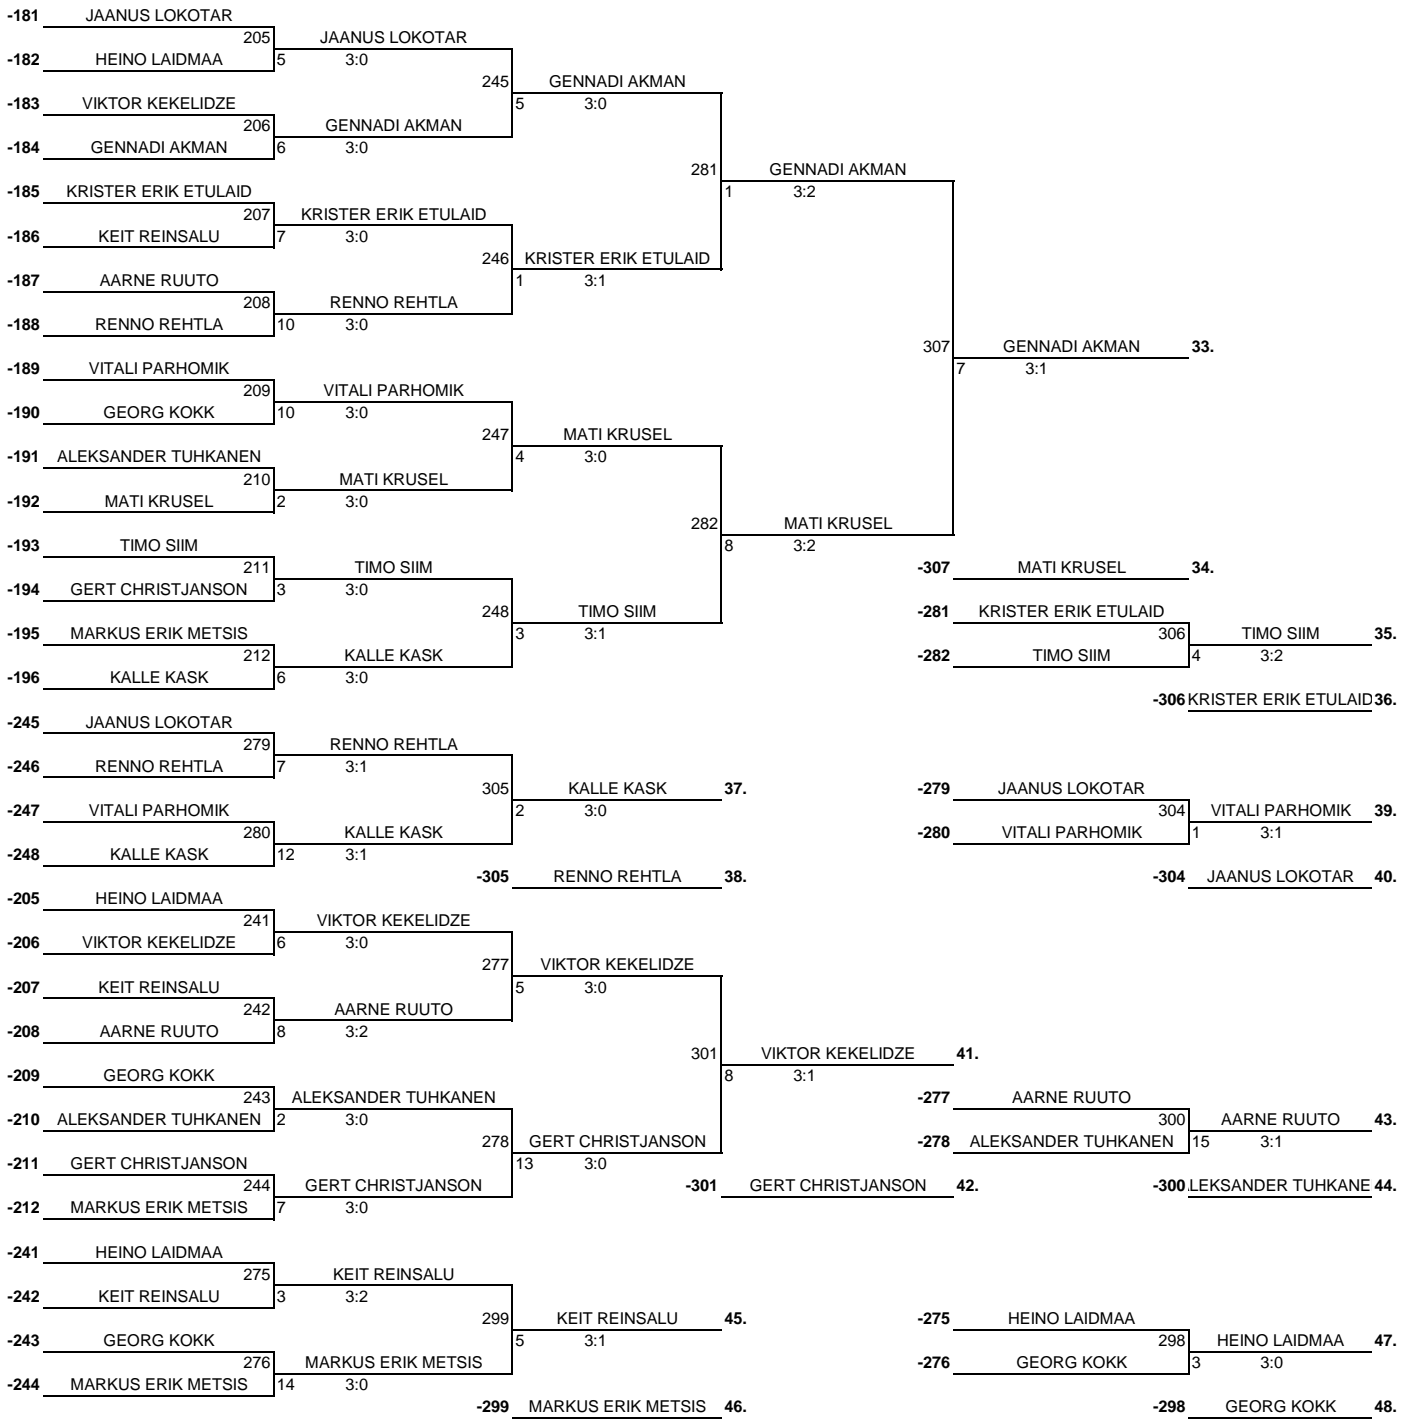 -181 JAANUS LOKOTAR
205 JAANUS LOKOTAR
-182 HEINO LAIDMAA 5 3:0
245 GENNADI AKMAN
-183 VIKTOR KEKELIDZE 5 3:0
206 GENNADI AKMAN
-184 GENNADI AKMAN 6 3:0
281 GENNADI AKMAN
-185 KRISTER ERIK ETULAID 1 3:2
207 KRISTER ERIK ETULAID
-186 KEIT REINSALU 7 3:0
246 KRISTER ERIK ETULAID
-187 AARNE RUUTO 1 3:1
208 RENNO REHTLA
-188 RENNO REHTLA 10 3:0
307 GENNADI AKMAN 33.
-189 VITALI PARHOMIK 7 3:1
209 VITALI PARHOMIK
-190 GEORG KOKK 10 3:0
247 MATI KRUSEL
-191 ALEKSANDER TUHKANEN 4 3:0
210 MATI KRUSEL
-192 MATI KRUSEL 2 3:0
282 MATI KRUSEL
-193 TIMO SIIM 8 3:2
211 TIMO SIIM -307 MATI KRUSEL 34.
-194 GERT CHRISTJANSON 3 3:0
248 TIMO SIIM -281 KRISTER ERIK ETULAID
-195 MARKUS ERIK METSIS 3 3:1 306 TIMO SIIM 35.
212 KALLE KASK -282 TIMO SIIM 4 3:2
-196 KALLE KASK 6 3:0
-306 KRISTER ERIK ETULAID 36.
-245 JAANUS LOKOTAR
279 RENNO REHTLA
-246 RENNO REHTLA 7 3:1
305 KALLE KASK 37. -279 JAANUS LOKOTAR
-247 VITALI PARHOMIK 2 3:0 304 VITALI PARHOMIK 39.
280 KALLE KASK -280 VITALI PARHOMIK 1 3:1
-248 KALLE KASK 12 3:1
-305 RENNO REHTLA 38. -304 JAANUS LOKOTAR 40.
-205 HEINO LAIDMAA
241 VIKTOR KEKELIDZE
-206 VIKTOR KEKELIDZE 6 3:0
277 VIKTOR KEKELIDZE
-207 KEIT REINSALU 5 3:0
242 AARNE RUUTO
-208 AARNE RUUTO 8 3:2
301 VIKTOR KEKELIDZE 41.
-209 GEORG KOKK 8 3:1
243 ALEKSANDER TUHKANEN -277 AARNE RUUTO
-210 ALEKSANDER TUHKANEN 2 3:0 300 AARNE RUUTO 43.
278 GERT CHRISTJANSON -278 ALEKSANDER TUHKANEN 15 3:1
-211 GERT CHRISTJANSON 13 3:0
244 GERT CHRISTJANSON -301 GERT CHRISTJANSON 42. -300 LEKSANDER TUHKANE 44.
-212 MARKUS ERIK METSIS 7 3:0
-241 HEINO LAIDMAA
275 KEIT REINSALU
-242 KEIT REINSALU 3 3:2
299 KEIT REINSALU 45. -275 HEINO LAIDMAA
-243 GEORG KOKK 5 3:1 298 HEINO LAIDMAA 47.
276 MARKUS ERIK METSIS -276 GEORG KOKK 3 3:0
-244 MARKUS ERIK METSIS 14 3:0
-299 MARKUS ERIK METSIS 46. -298 GEORG KOKK 48.